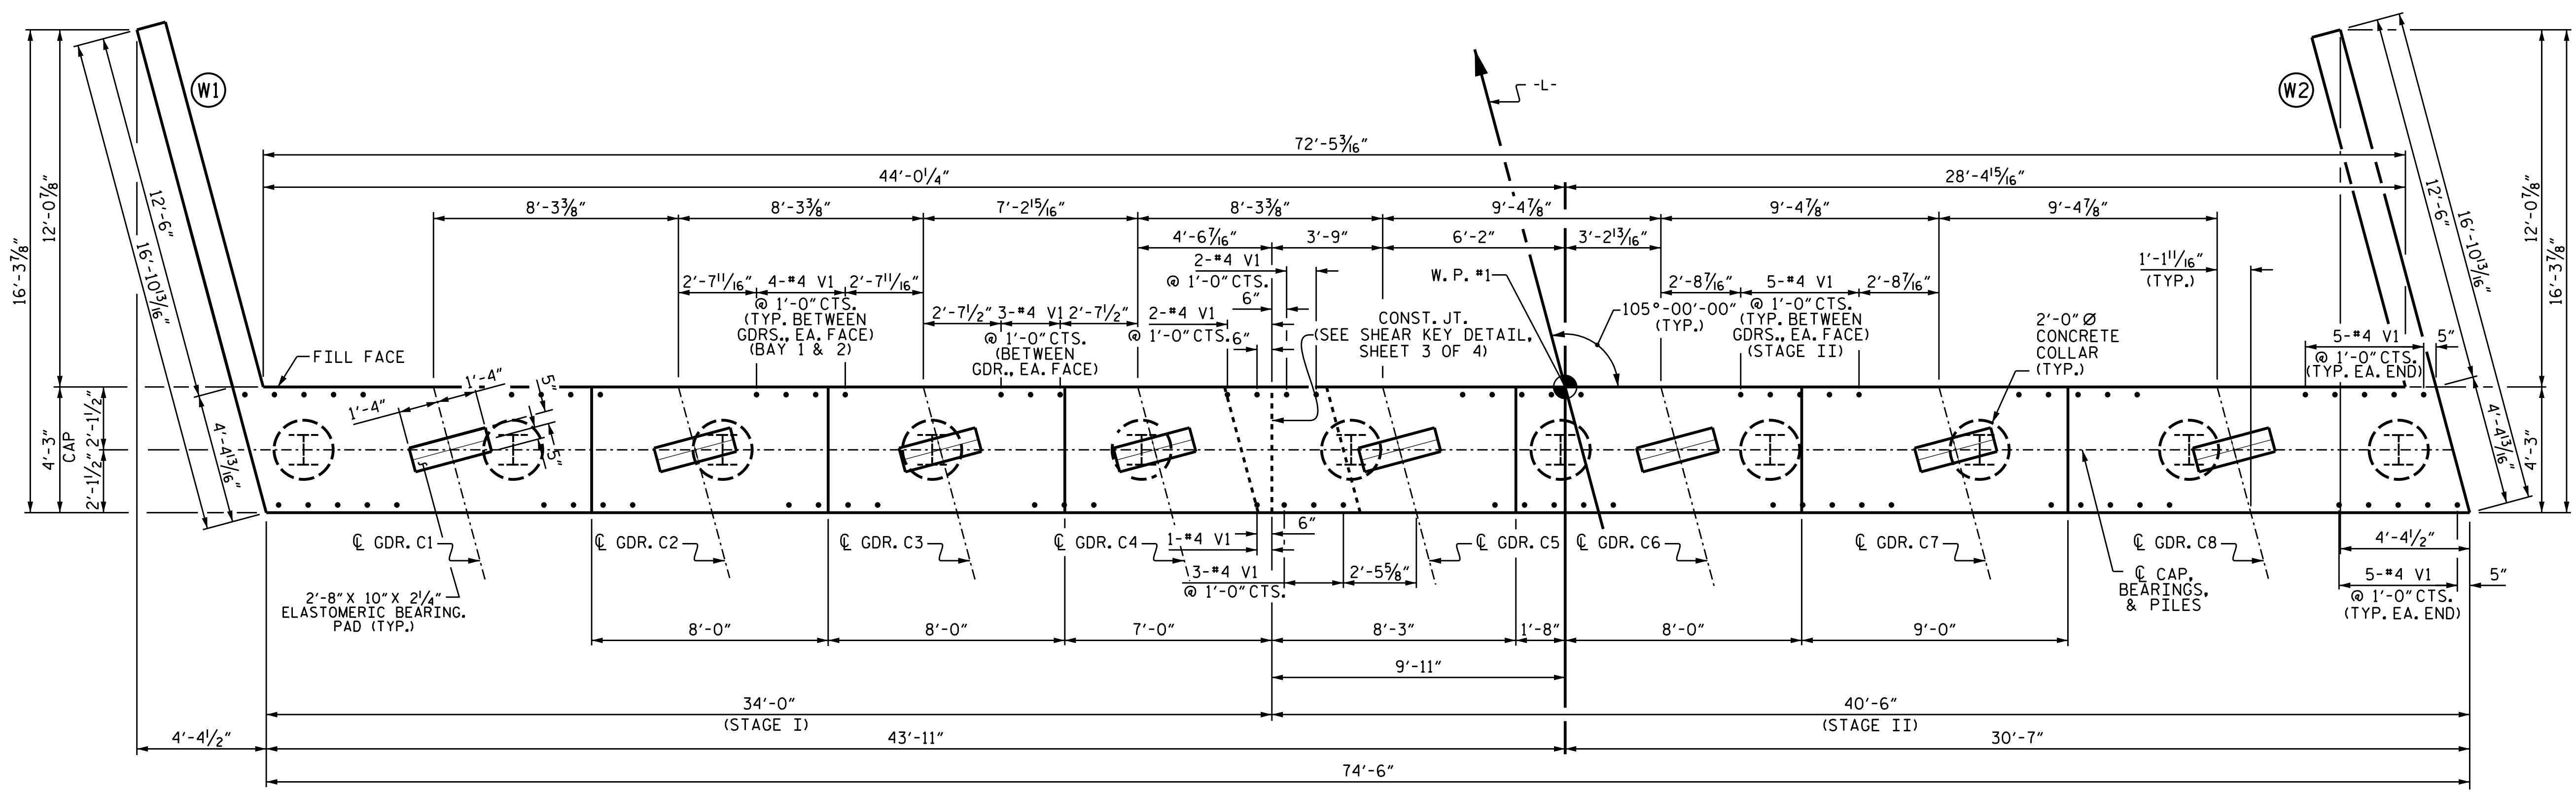 W1
W2
-L-
72'-5 3/16"
44'-0 1/4"
28'-4 15/16"
8'-3 3/8"
8'-3 3/8"
7'-2 15/16"
8'-3 3/8"
9'-4 7/8"
9'-4 7/8"
9'-4 7/8"
4'-6 7/16"
3'-9"
6'-2"
3'-2 13/16"
16'-3 7/8"
12'-0 7/8"
12'-6"
16'-10 13/16"
4'-4 13/16"
4'-3"
CAP
2'-1 1/2"
2'-1 1/2"
2'-7 11/16"
4-#4 V1
2'-7 11/16"
@ 1'-0" CTS.
(TYP. BETWEEN
GDRS., EA. FACE)
(BAY 1 & 2)
2'-7 1/2"
3-#4 V1
2'-7 1/2"
@ 1'-0" CTS.
(BETWEEN
GDR., EA. FACE)
2-#4 V1
@ 1'-0" CTS.
6"
2-#4 V1
@ 1'-0" CTS.
6"
W.P. #1
CONST. JT.
(SEE SHEAR KEY DETAIL,
SHEET 3 OF 4)
105°-00'-00"
(TYP.)
2'-8 7/16"
5-#4 V1
2'-8 7/16"
@ 1'-0" CTS.
(TYP. BETWEEN
GDRS., EA. FACE)
(STAGE II)
2'-0" Ø
CONCRETE
COLLAR
(TYP.)
1'-1 11/16"
(TYP.)
5-#4 V1
@ 1'-0" CTS.
(TYP. EA. END)
5"
12'-6"
16'-10 13/16"
4'-4 13/16"
12'-0 7/8"
16'-3 7/8"
4'-3"
FILL FACE
1'-4"
1'-4"
5"
5"
℄ GDR. C1
℄ GDR. C2
℄ GDR. C3
℄ GDR. C4
℄ GDR. C5
℄ GDR. C6
℄ GDR. C7
℄ GDR. C8
6"
1-#4 V1
3-#4 V1
@ 1'-0" CTS.
2'-5 5/8"
2'-8" X 10" X 2 1/4"
ELASTOMERIC BEARING.
PAD (TYP.)
℄ CAP,
BEARINGS,
& PILES
4'-4 1/2"
5-#4 V1
@ 1'-0" CTS.
(TYP. EA. END)
5"
8'-0"
8'-0"
7'-0"
8'-3"
1'-8"
8'-0"
9'-0"
9'-11"
34'-0"
(STAGE I)
40'-6"
(STAGE II)
4'-4 1/2"
43'-11"
30'-7"
74'-6"